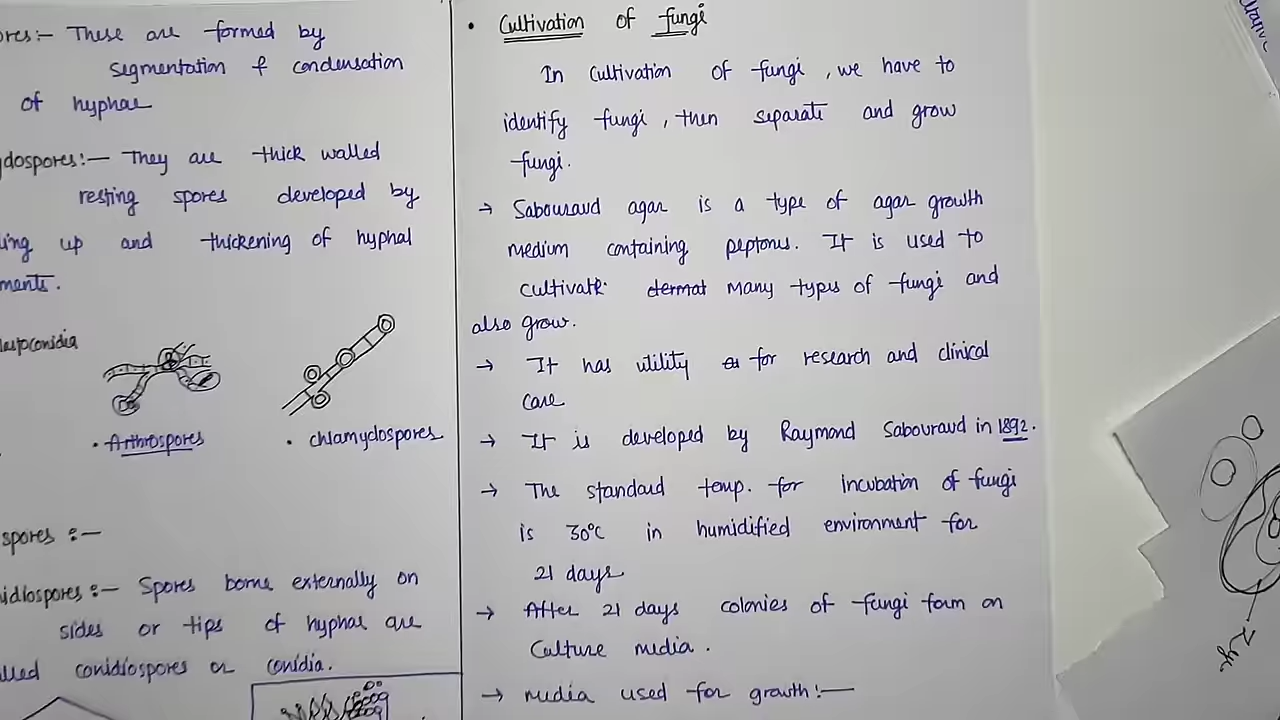 ores:- These are formed by
segmentation & condensation
of hyphae
ydospores:- They are thick walled
resting spores developed by
ing up and thickening of hyphal
ments.
lastoconidia
• Arthrospores
• chlamydospores
spores :-
nidiospores:- Spores borne externally on
sides or tips of hyphae are
alled conidiospores or conidia.
• Cultivation of fungi
In Cultivation of fungi, we have to
identify fungi, then separate and grow
fungi.
→ Sabouraud agar is a type of agar growth
medium containing peptones. It is used to
cultivate dermat many types of fungi and
also grow.
→ It has utility for research and clinical
care
→ It is developed by Raymond Sabouraud in 1892.
→ The standard temp. for incubation of fungi
is 30°C in humidified environment for
21 days
→ After 21 days colonies of fungi form on
Culture media.
→ Media used for growth:-